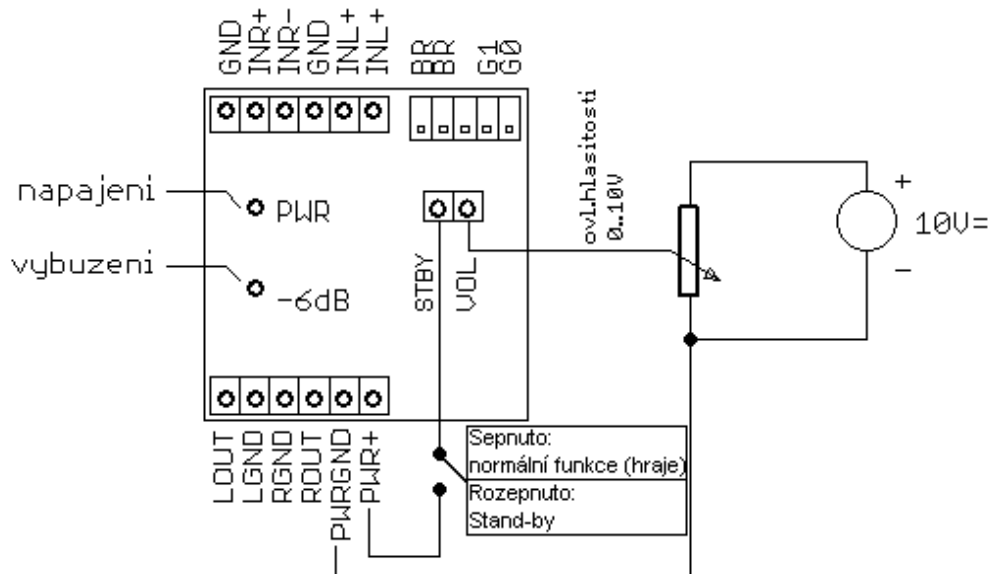 GND
INR+
INR-
GND
INL+
INL+
BR
BR
G1
G0
napajeni
PWR
vybuzeni
-6dB
STBY
VOL
ovl.hlasitosti
0..10V
+
10V=
-
LOUT
LGND
RGND
ROUT
PWRGND
PWR+
Sepnuto:
normální funkce (hraje)
Rozepnuto:
Stand-by